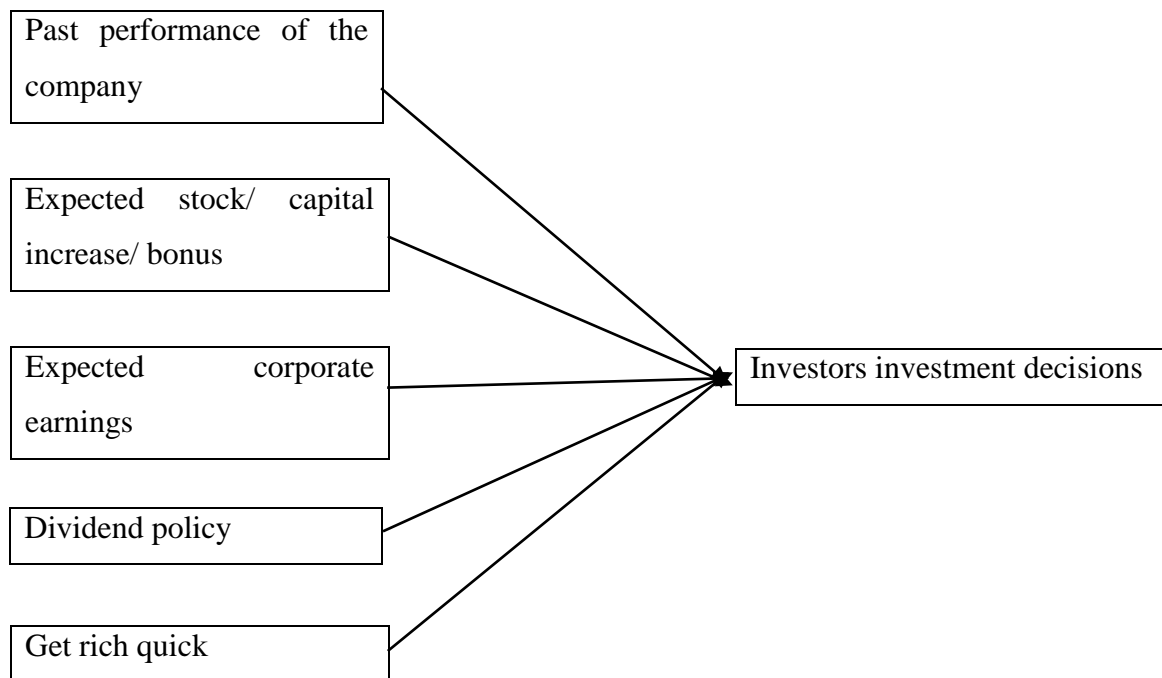 Past performance of the
company
Expected stock/ capital
increase/ bonus
Expected corporate
earnings
Investors investment decisions
Dividend policy
Get rich quick